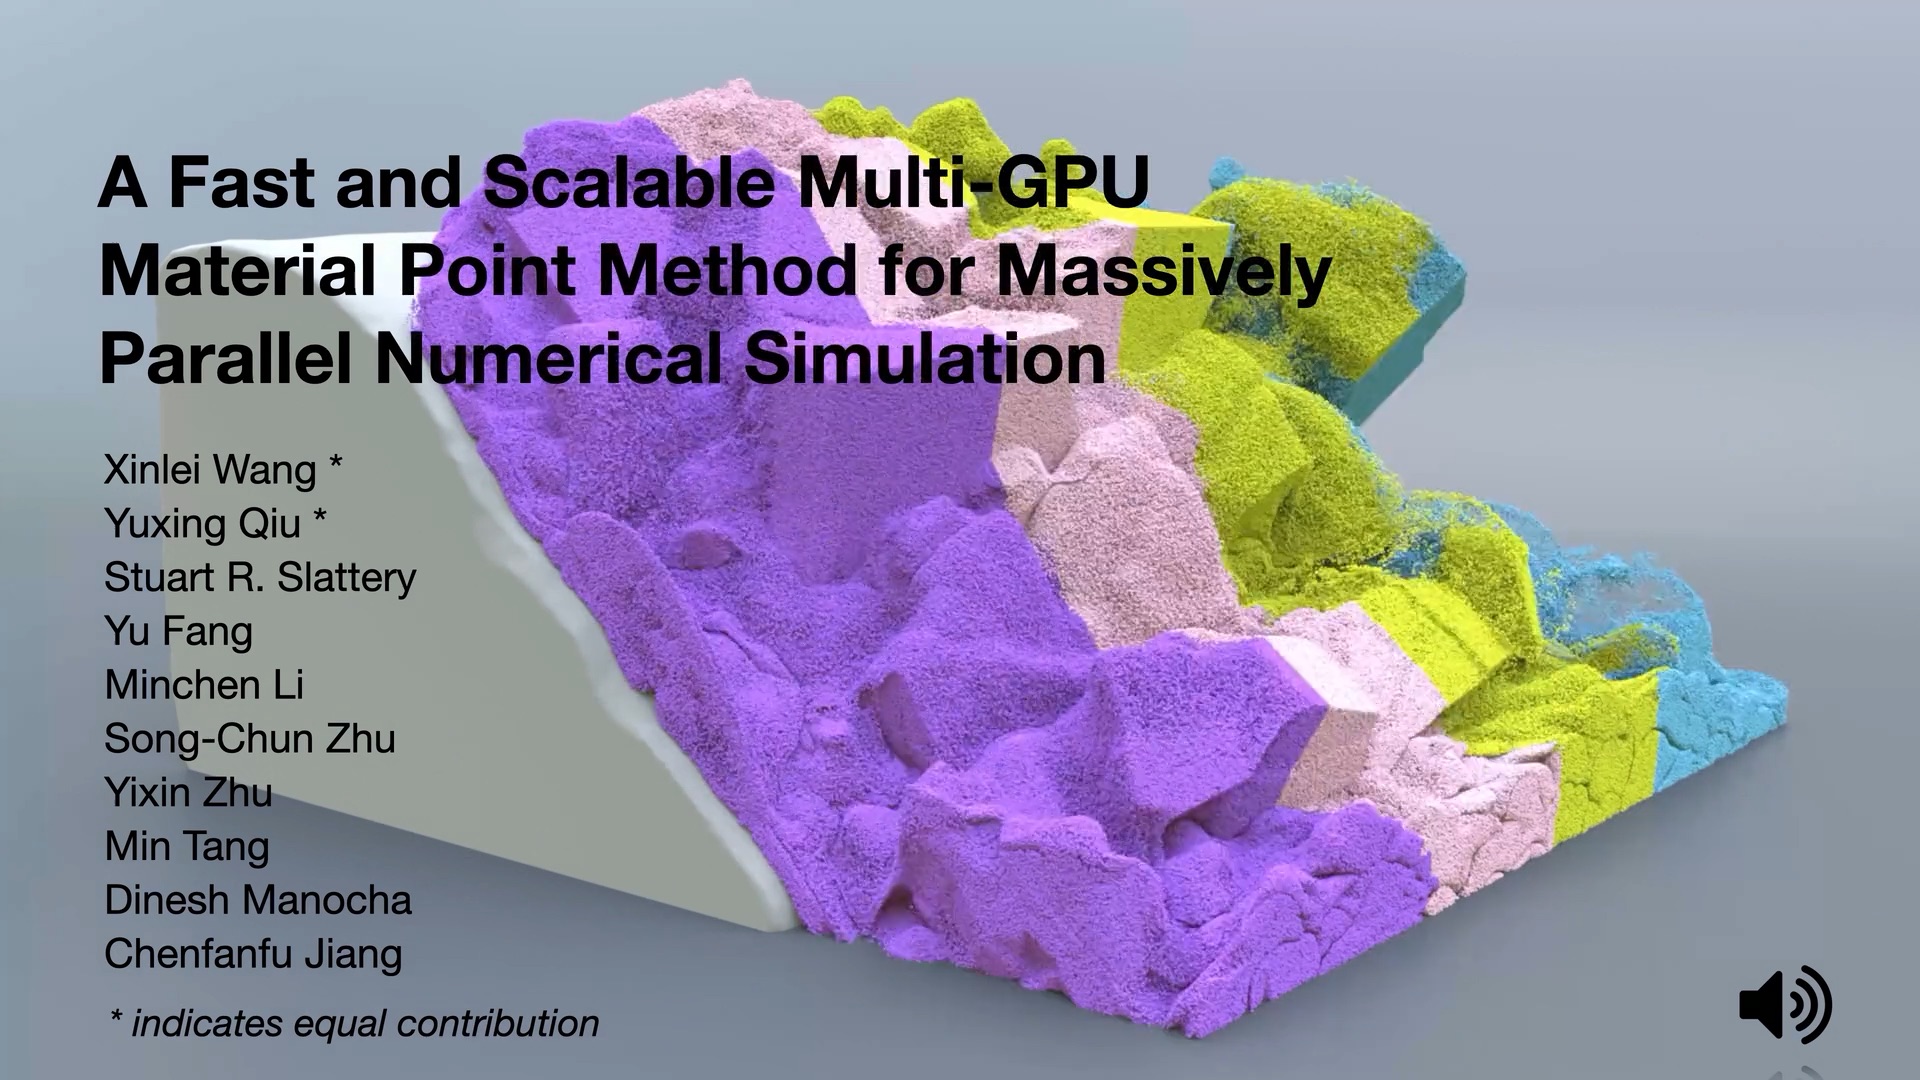 A Fast and Scalable Multi-GPU
Material Point Method for Massively
Parallel Numerical Simulation
Xinlei Wang *
Yuxing Qiu *
Stuart R. Slattery
Yu Fang
Minchen Li
Song-Chun Zhu
Yixin Zhu
Min Tang
Dinesh Manocha
Chenfanfu Jiang
* indicates equal contribution